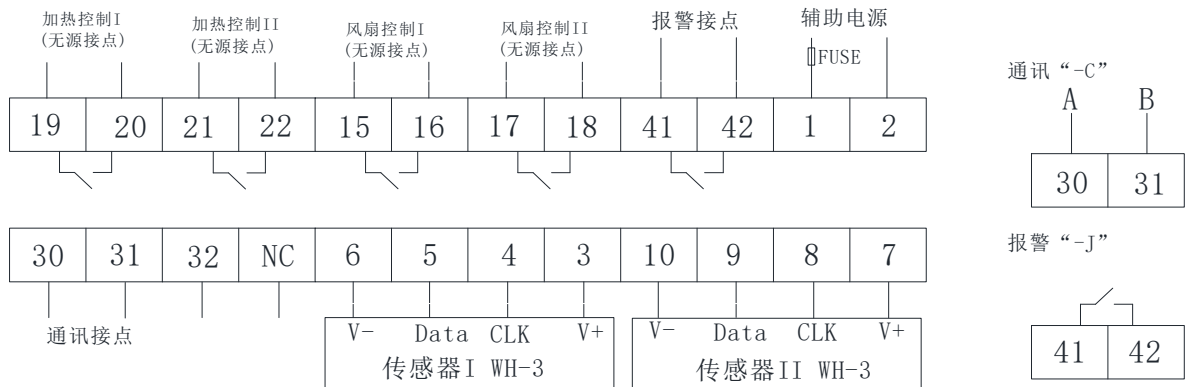 加热控制I
(无源接点)
加热控制II
(无源接点)
风扇控制I
(无源接点)
风扇控制II
(无源接点)
报警接点
辅助电源
FUSE
19 20 21 22 15 16 17 18 41 42 1 2
30 31 32 NC 6 5 4 3 10 9 8 7
通讯接点
V- Data CLK V+
传感器I WH-3
V- Data CLK V+
传感器II WH-3
通讯“-C”
A B
30 31
报警“-J”
41 42